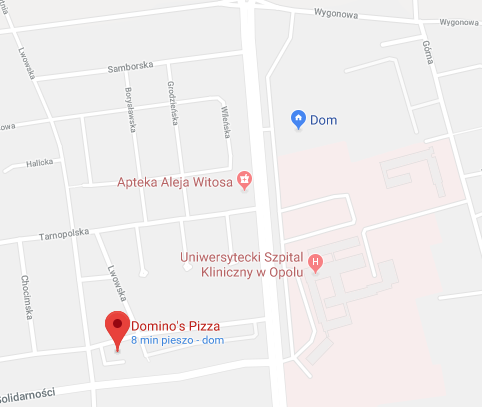 Wygonowa
Wygonowa
Lwowska
Górna
Samborska
Grodzieńska
Borysławska
Wileńska
Dom
owa
Halicka
Apteka Aleja Witosa
Tarnopolska
Uniwersytecki Szpital
Kliniczny w Opolu
H
Lwowska
Chocimska
Domino's Pizza
8 min pieszo - dom
Solidarności